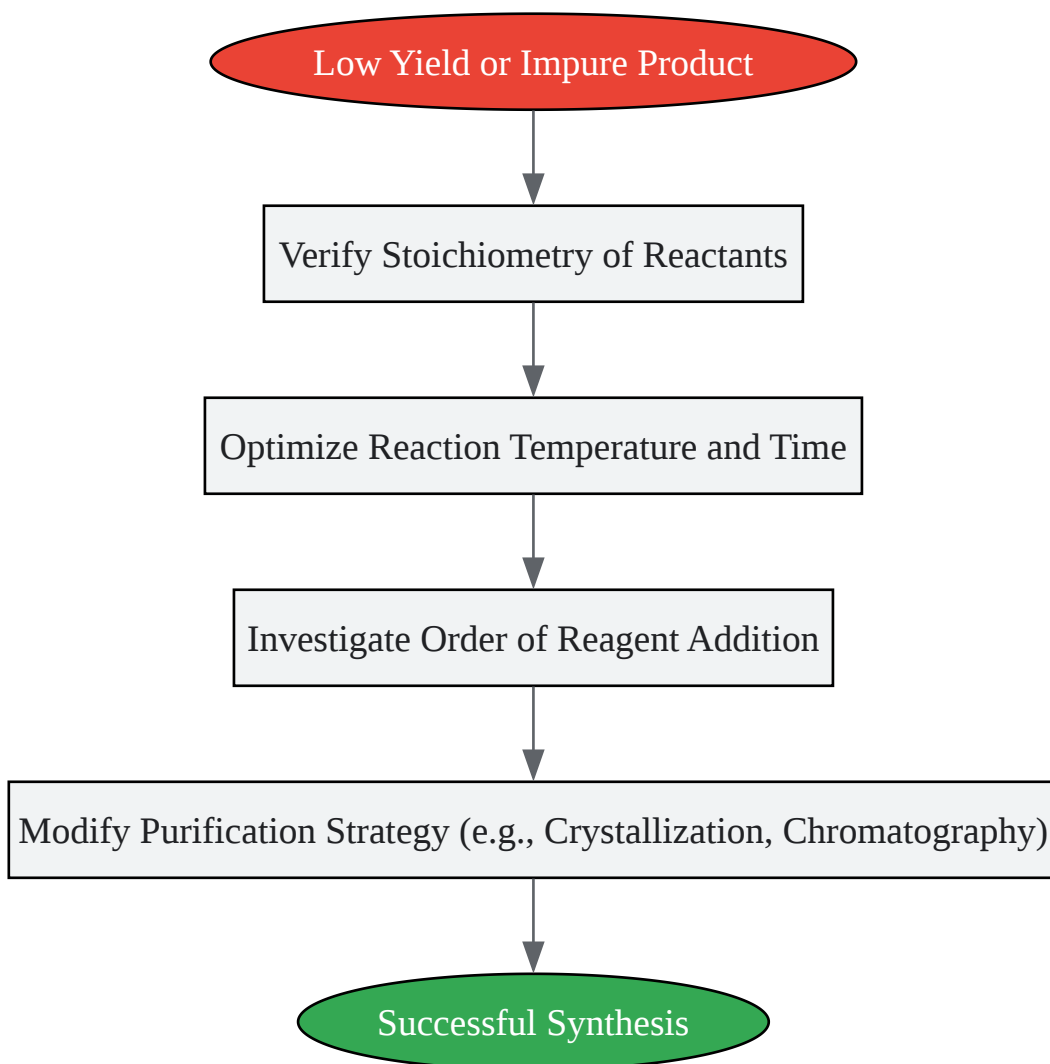 Low Yield or Impure Product
Verify Stoichiometry of Reactants
Optimize Reaction Temperature and Time
Investigate Order of Reagent Addition
Modify Purification Strategy (e.g., Crystallization, Chromatography)
Successful Synthesis